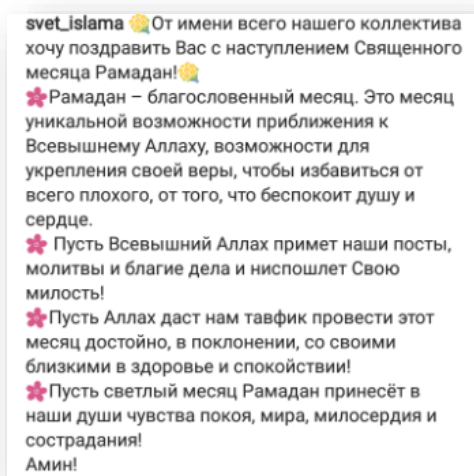 svet_islama 🌼От имени всего нашего коллектива
хочу поздравить Вас с наступлением Священного
месяца Рамадан!🌼
🌸Рамадан – благословенный месяц. Это месяц
уникальной возможности приближения к
Всевышнему Аллаху, возможности для
укрепления своей веры, чтобы избавиться от
всего плохого, от того, что беспокоит душу и
сердце.
🌸 Пусть Всевышний Аллах примет наши посты,
молитвы и благие дела и ниспошлет Свою
милость!
🌸Пусть Аллах даст нам тавфик провести этот
месяц достойно, в поклонении, со своими
близкими в здоровье и спокойствии!
🌸Пусть светлый месяц Рамадан принесёт в
наши души чувства покоя, мира, милосердия и
сострадания!
Амин!